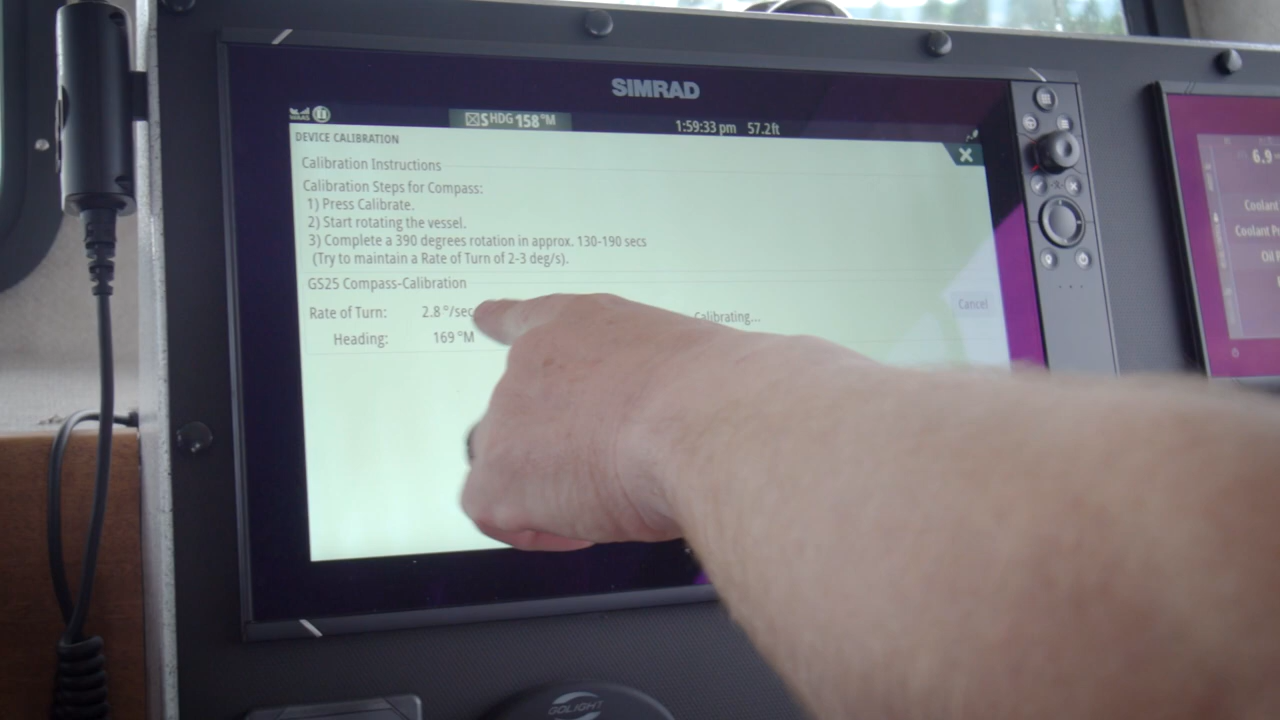 SIMRAD
WAAS
S HDG 158 °M
1:59:33 pm 57.2ft
DEVICE CALIBRATION
Calibration Instructions
Calibration Steps for Compass:
1) Press Calibrate.
2) Start rotating the vessel.
3) Complete a 390 degrees rotation in approx. 130-190 secs
(Try to maintain a Rate of Turn of 2-3 deg/s).
GS25 Compass-Calibration
Rate of Turn: 2.8 °/sec
Calibrating...
Cancel
Heading: 169 °M
6.9
Coolant
Coolant
Oil
GOLIGHT